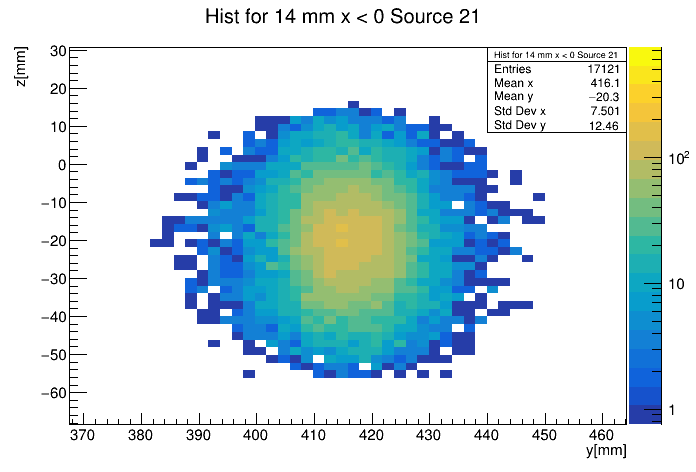 Hist for 14 mm x < 0 Source 21
z[mm]
30
20
10
0
−10
−20
−30
−40
−50
−60
370 380 390 400 410 420 430 440 450 460
y[mm]
Hist for 14 mm x < 0 Source 21
Entries 17121
Mean x 416.1
Mean y −20.3
Std Dev x 7.501
Std Dev y 12.46
10²
10
1